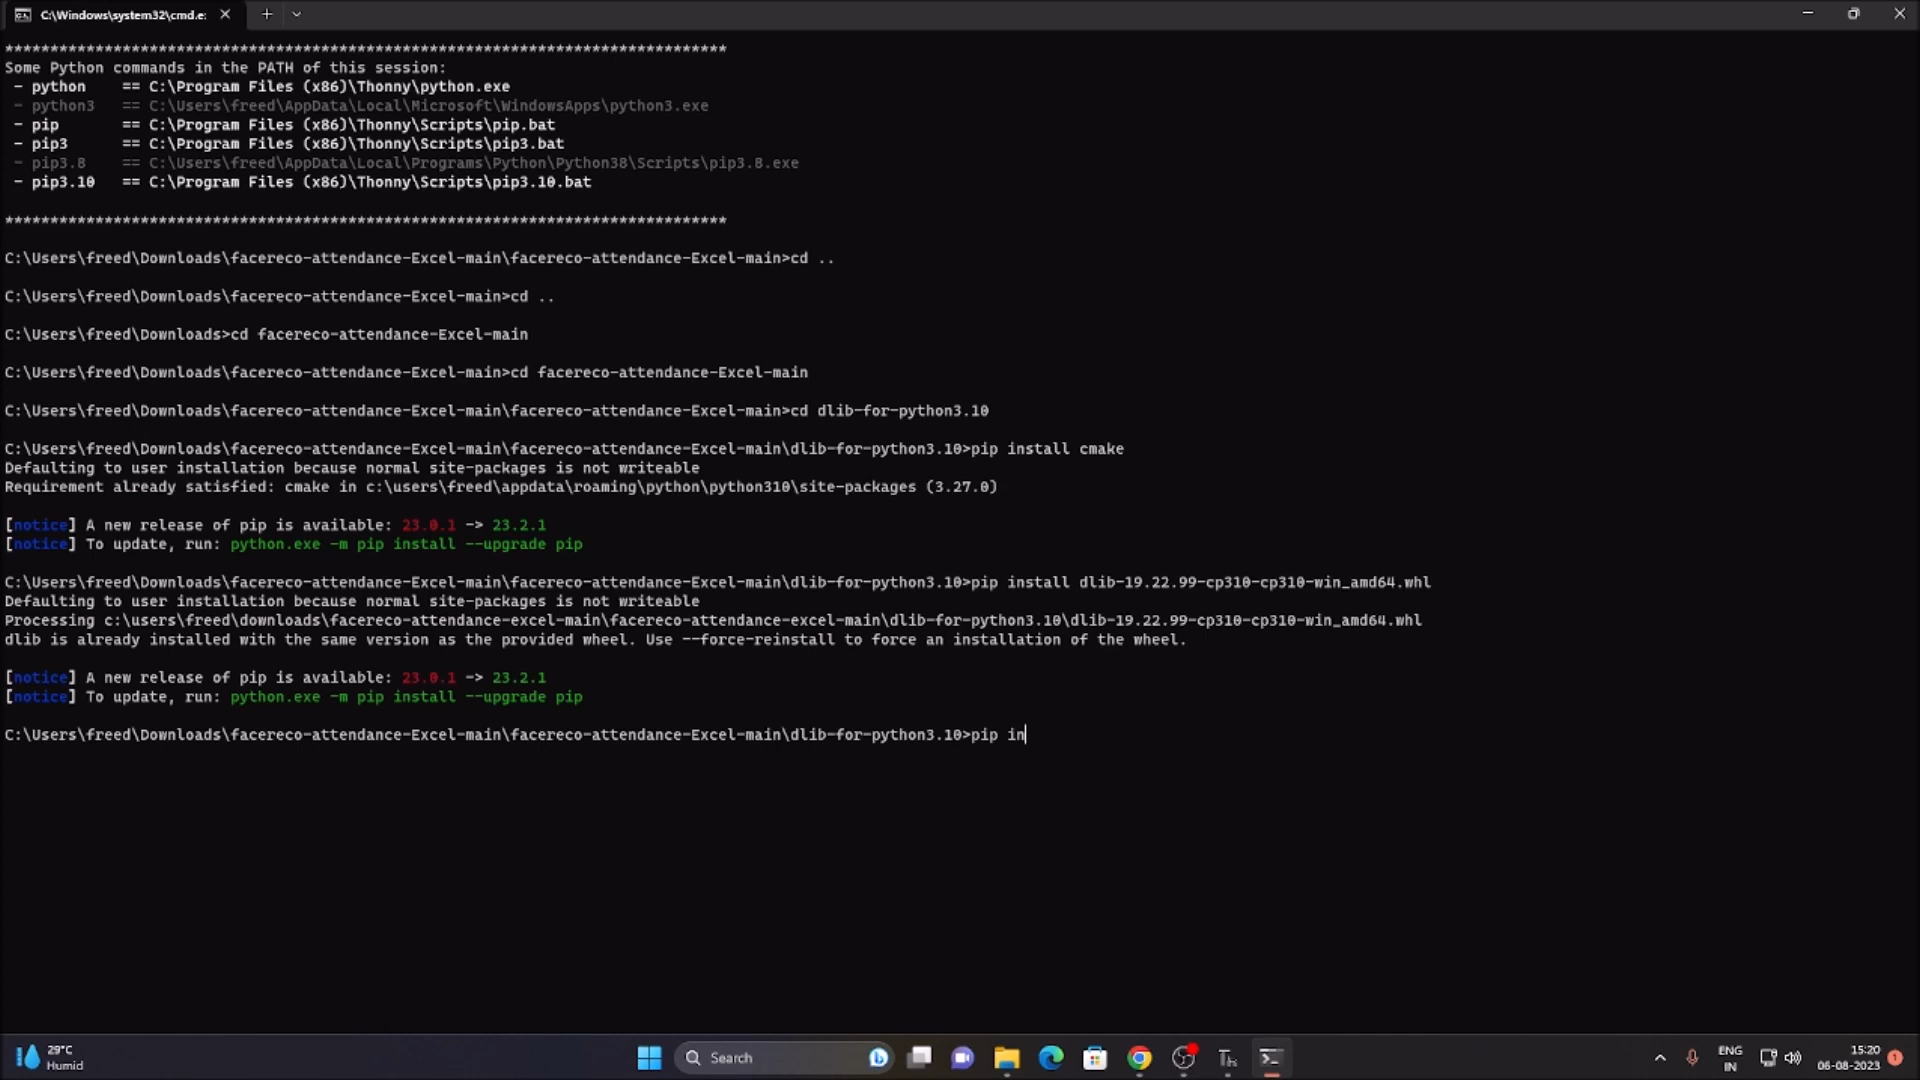 C:\Windows\system32\cmd.e:
********************************************************************************
Some Python commands in the PATH of this session:
- python    == C:\Program Files (x86)\Thonny\python.exe
- python3   == C:\Users\freed\AppData\Local\Microsoft\WindowsApps\python3.exe
- pip       == C:\Program Files (x86)\Thonny\Scripts\pip.bat
- pip3      == C:\Program Files (x86)\Thonny\Scripts\pip3.bat
- pip3.8    == C:\Users\freed\AppData\Local\Programs\Python\Python38\Scripts\pip3.8.exe
- pip3.10   == C:\Program Files (x86)\Thonny\Scripts\pip3.10.bat
********************************************************************************
C:\Users\freed\Downloads\facereco-attendance-Excel-main\facereco-attendance-Excel-main>cd ..
C:\Users\freed\Downloads\facereco-attendance-Excel-main>cd ..
C:\Users\freed\Downloads>cd facereco-attendance-Excel-main
C:\Users\freed\Downloads\facereco-attendance-Excel-main>cd facereco-attendance-Excel-main
C:\Users\freed\Downloads\facereco-attendance-Excel-main\facereco-attendance-Excel-main>cd dlib-for-python3.10
C:\Users\freed\Downloads\facereco-attendance-Excel-main\facereco-attendance-Excel-main\dlib-for-python3.10>pip install cmake
Defaulting to user installation because normal site-packages is not writeable
Requirement already satisfied: cmake in c:\users\freed\appdata\roaming\python\python310\site-packages (3.27.0)
[notice] A new release of pip is available: 23.0.1 -> 23.2.1
[notice] To update, run: python.exe -m pip install --upgrade pip
C:\Users\freed\Downloads\facereco-attendance-Excel-main\facereco-attendance-Excel-main\dlib-for-python3.10>pip install dlib-19.22.99-cp310-cp310-win_amd64.whl
Defaulting to user installation because normal site-packages is not writeable
Processing c:\users\freed\downloads\facereco-attendance-excel-main\facereco-attendance-excel-main\dlib-for-python3.10\dlib-19.22.99-cp310-cp310-win_amd64.whl
dlib is already installed with the same version as the provided wheel. Use --force-reinstall to force an installation of the wheel.
[notice] A new release of pip is available: 23.0.1 -> 23.2.1
[notice] To update, run: python.exe -m pip install --upgrade pip
C:\Users\freed\Downloads\facereco-attendance-Excel-main\facereco-attendance-Excel-main\dlib-for-python3.10>pip in
29°C
Humid
Search
Th
ENG
IN
15:20
06-08-2023
1